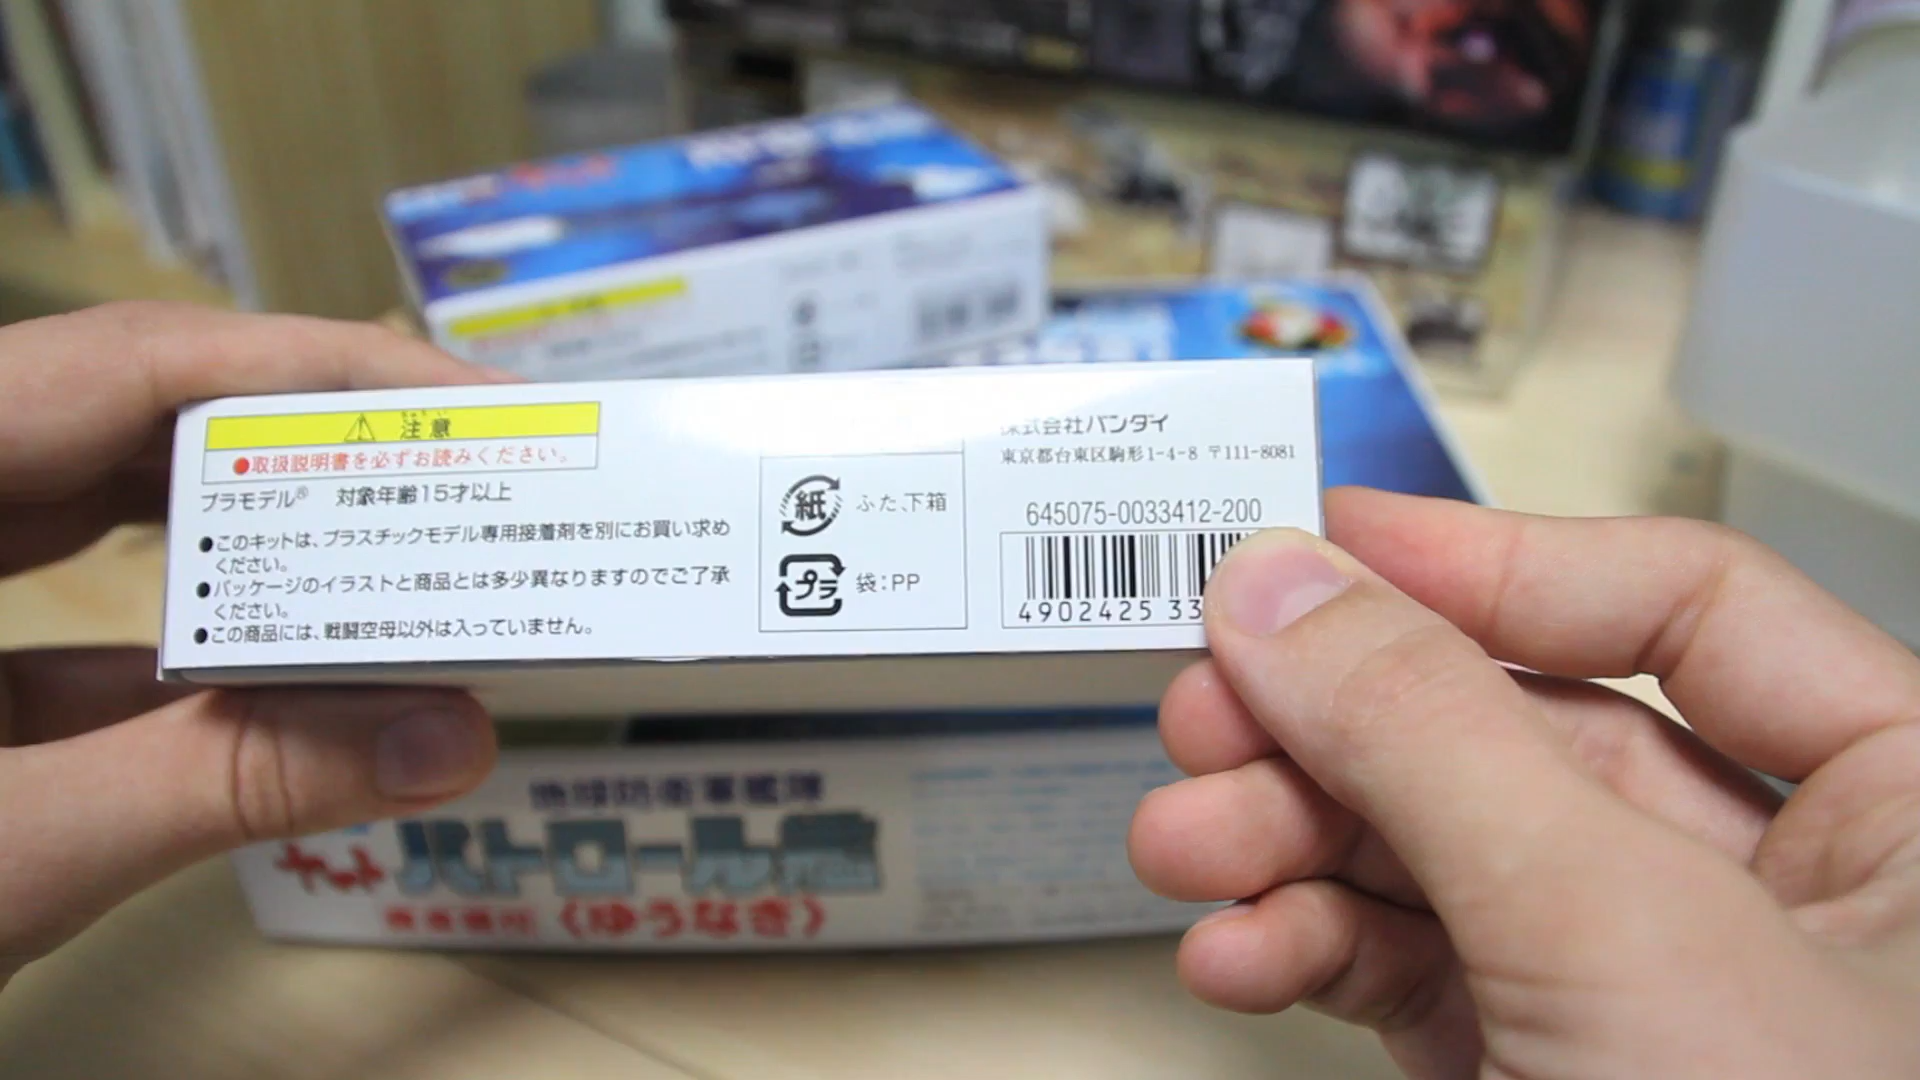 注意
●取扱説明書を必ずお読みください。
プラモデル® 対象年齢15才以上
●このキットは、プラスチックモデル専用接着剤を別にお買い求め
ください。
●パッケージのイラストと商品とは多少異なりますのでご了承
ください。
●この商品には、戦闘空母以外は入っていません。
紙 ふた、下箱
プラ 袋:PP
株式会社バンダイ
東京都台東区駒形1-4-8 〒111-8081
645075-0033412-200
4902425 33
地球防衛軍艦隊
パトロール艦
〈ゆうなぎ〉